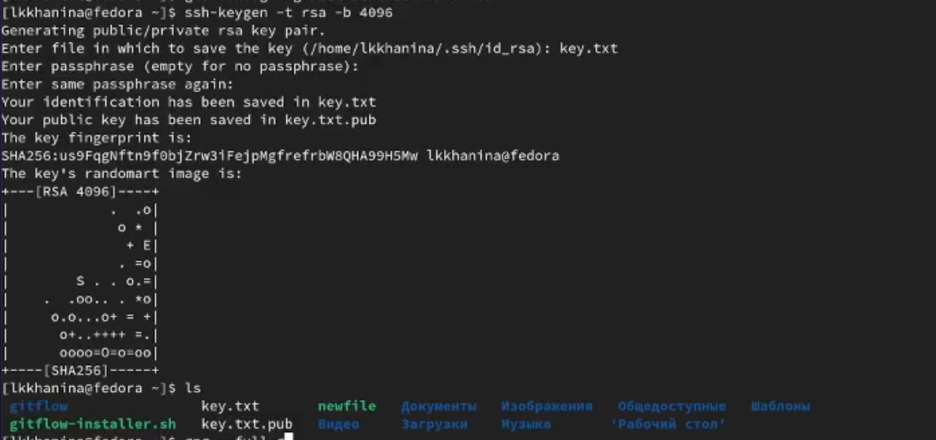 [lkkhanina@fedora ~]$ ssh-keygen -t rsa -b 4096
Generating public/private rsa key pair.
Enter file in which to save the key (/home/lkkhanina/.ssh/id_rsa): key.txt
Enter passphrase (empty for no passphrase):
Enter same passphrase again:
Your identification has been saved in key.txt
Your public key has been saved in key.txt.pub
The key fingerprint is:
SHA256:us9FqgNftn9f0bjZrw3iFejpMgfrefrbW8QHA99H5Mw lkkhanina@fedora
The key's randomart image is:
+---[RSA 4096]----+
|             .  .o|
|              o * |
|               + E|
|              . =o|
|         S . . o.=|
|     .  .oo.. . *o|
|      o.o...o+ = +|
|       o+..++++ =.|
|       oooo=O=o=oo|
+----[SHA256]-----+
[lkkhanina@fedora ~]$ ls
gitflow key.txt newfile Документы Изображения Общедоступные Шаблоны
gitflow-installer.sh key.txt.pub Видео Загрузки Музыка 'Рабочий стол'
[lkkhanina@fedora ~]$